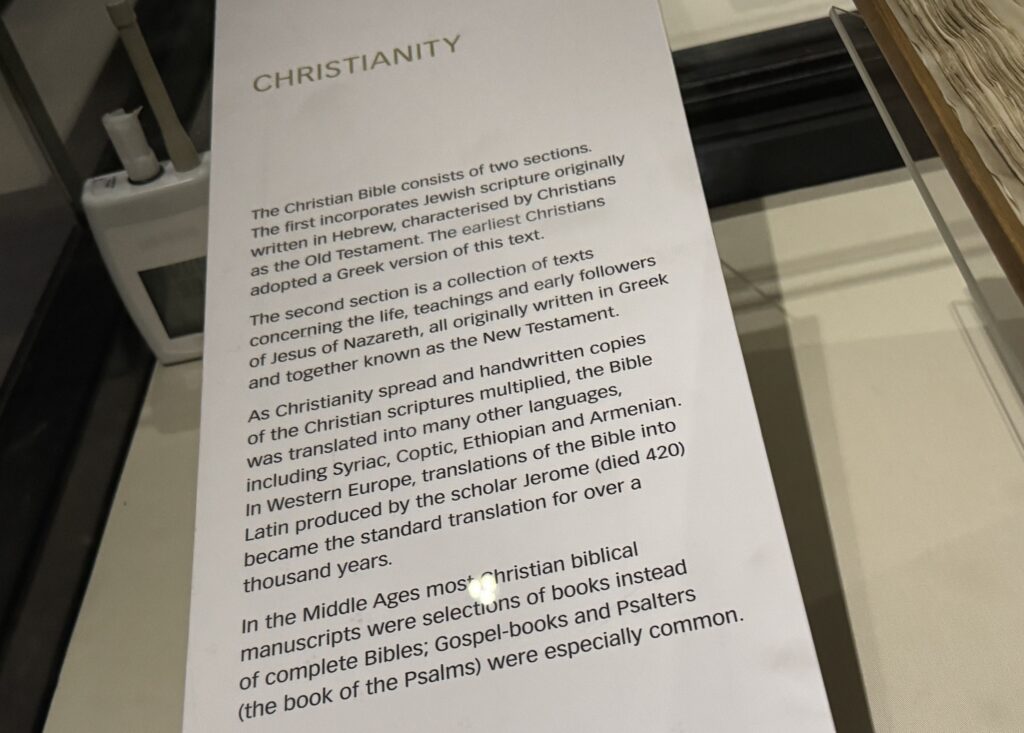 CHRISTIANITY
The Christian Bible consists of two sections.
The first incorporates Jewish scripture originally
written in Hebrew, characterised by Christians
as the Old Testament. The earliest Christians
adopted a Greek version of this text.
The second section is a collection of texts
concerning the life, teachings and early followers
of Jesus of Nazareth, all originally written in Greek
and together known as the New Testament.
As Christianity spread and handwritten copies
of the Christian scriptures multiplied, the Bible
was translated into many other languages,
including Syriac, Coptic, Ethiopian and Armenian.
In Western Europe, translations of the Bible into
Latin produced by the scholar Jerome (died 420)
became the standard translation for over a
thousand years.
In the Middle Ages most Christian biblical
manuscripts were selections of books instead
of complete Bibles; Gospel-books and Psalters
(the book of the Psalms) were especially common.